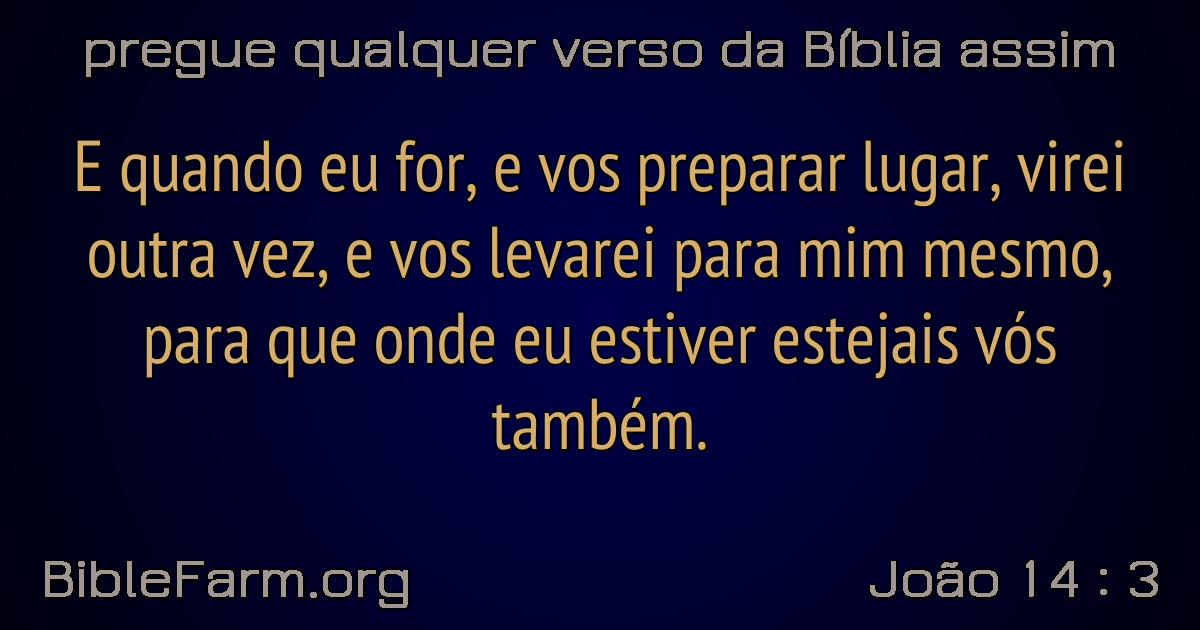 pregue qualquer verso da Bíblia assim
E quando eu for, e vos preparar lugar, virei
outra vez, e vos levarei para mim mesmo,
para que onde eu estiver estejais vós
também.
BibleFarm.org
João 14 : 3